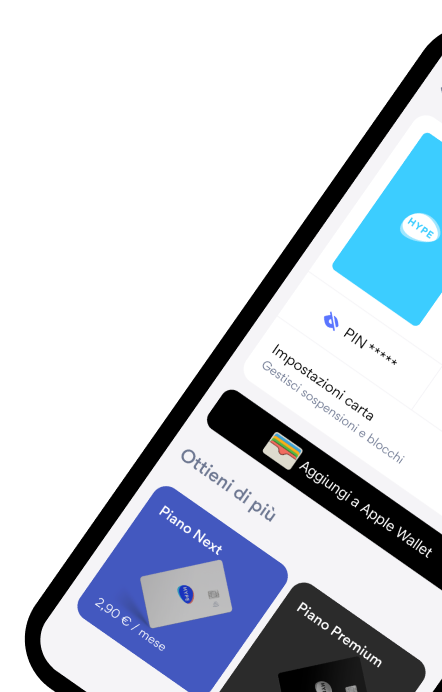 HYPE
PIN *****
Impostazioni carta
Gestisci sospensioni e blocchi
Aggiungi a Apple Wallet
Ottieni di più
Piano Next
HYPE
2,90 € / mese
Piano Premium